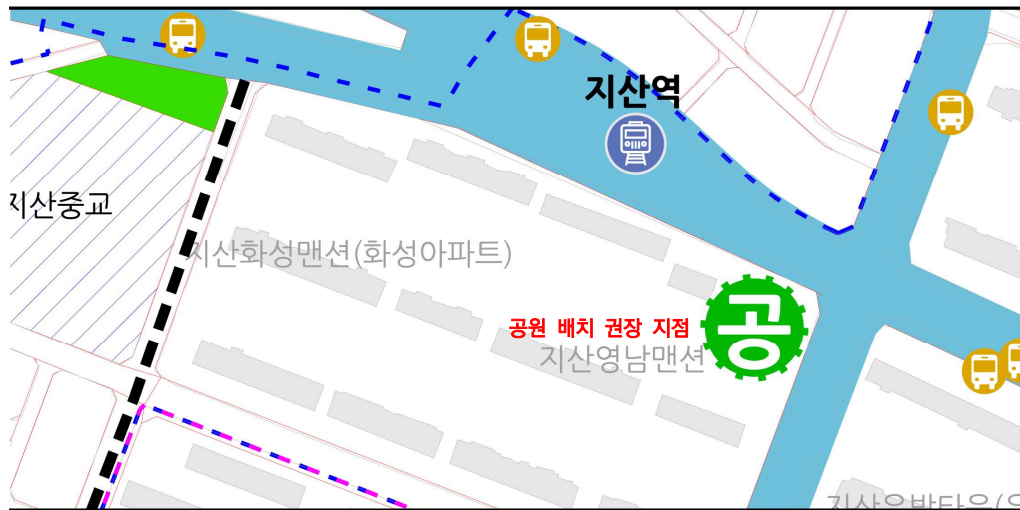 지산역
지산중교
지산화성맨션(화성아파트)
공원 배치 권장 지점
공
지산영남맨션